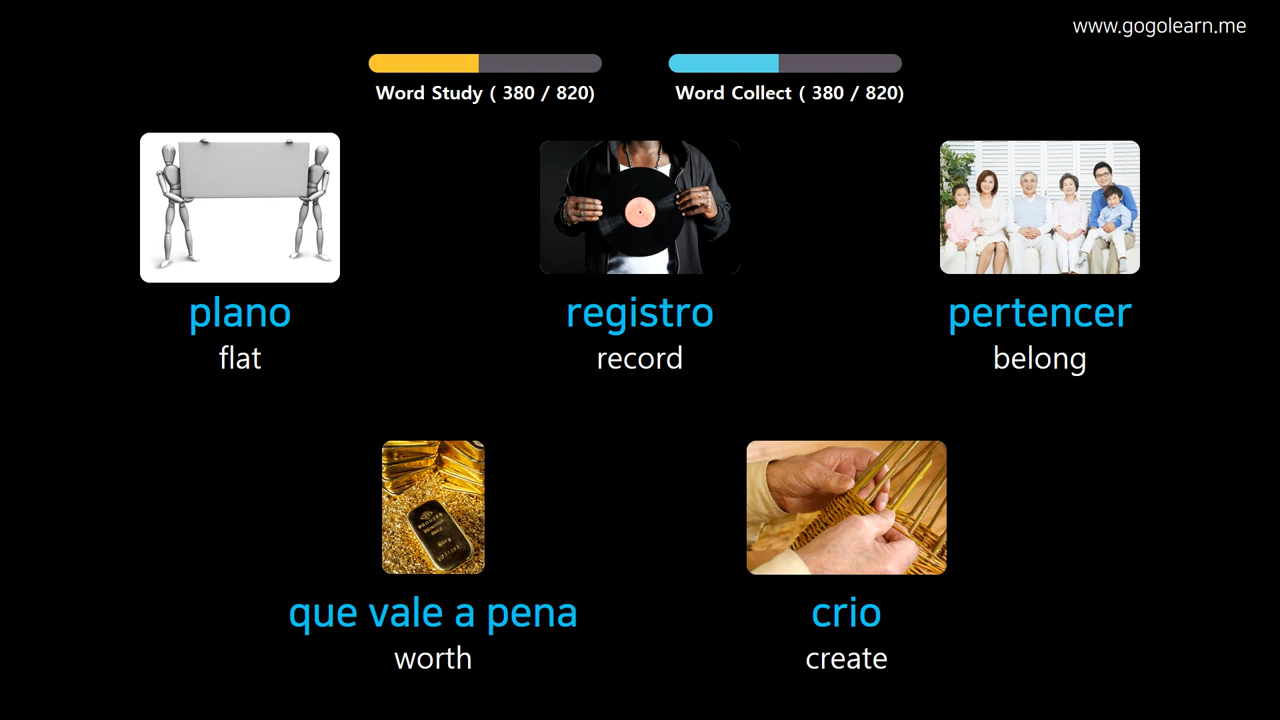 www.gogolearn.me
Word Study ( 380 / 820)
Word Collect ( 380 / 820)
plano
flat
registro
record
pertencer
belong
que vale a pena
worth
crio
create